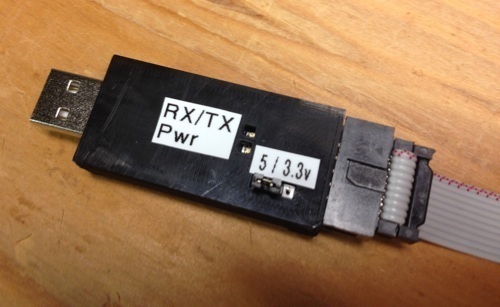 RX/TX
Pwr
5 / 3.3v